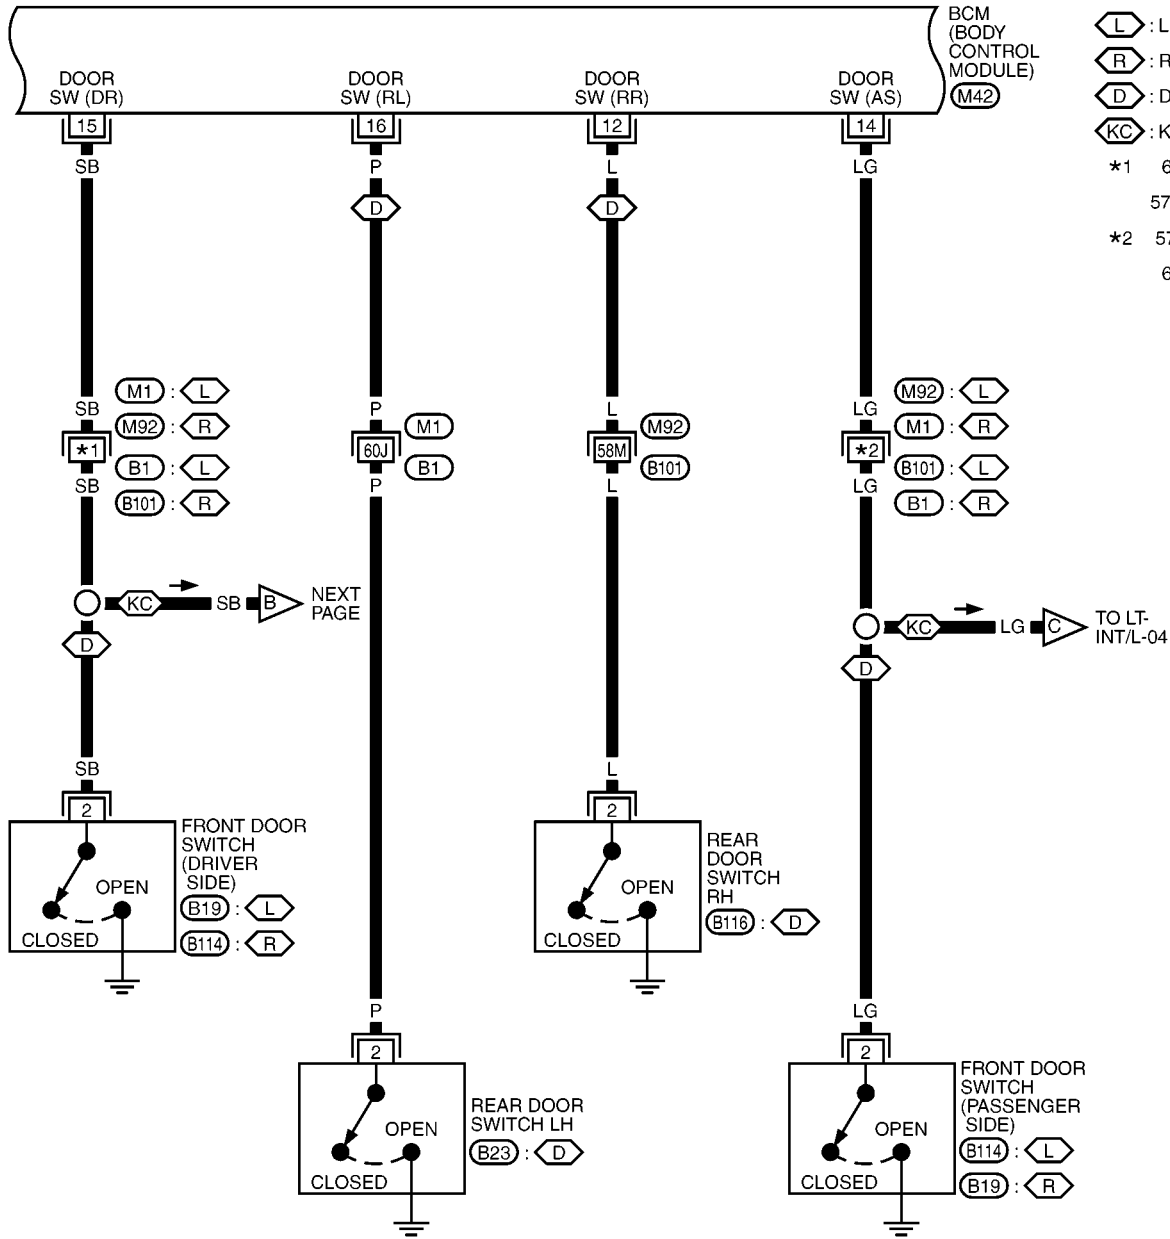 BCM
(BODY
CONTROL
MODULE)
M42
L : L
R : R
D : D
KC : K
*1 6
57
*2 57
6
DOOR
SW (DR)
DOOR
SW (RL)
DOOR
SW (RR)
DOOR
SW (AS)
15
16
12
14
SB
P
L
LG
D
D
M1 : L
M92 : R
B1 : L
B101 : R
SB
*1
SB
P
60J
P
M1
B1
L
58M
L
M92
B101
LG
*2
LG
M92 : L
M1 : R
B101 : L
B1 : R
KC
SB
B
NEXT
PAGE
D
KC
LG
C
TO LT-
INT/L-04
D
SB
2
OPEN
CLOSED
FRONT DOOR
SWITCH
(DRIVER
SIDE)
B19 : L
B114 : R
L
2
OPEN
CLOSED
REAR
DOOR
SWITCH
RH
B116 : D
P
2
OPEN
CLOSED
REAR DOOR
SWITCH LH
B23 : D
LG
2
OPEN
CLOSED
FRONT DOOR
SWITCH
(PASSENGER
SIDE)
B114 : L
B19 : R